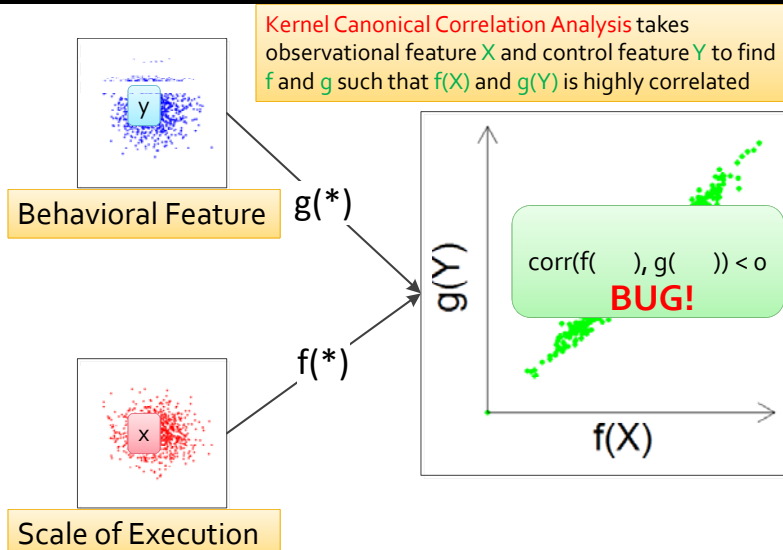 Kernel Canonical Correlation Analysis takes
observational feature X and control feature Y to find
f and g such that f(X) and g(Y) is highly correlated
y
Behavioral Feature
g(*)
g(Y)
corr(f( ), g( )) < 0
BUG!
f(*)
x
f(X)
Scale of Execution